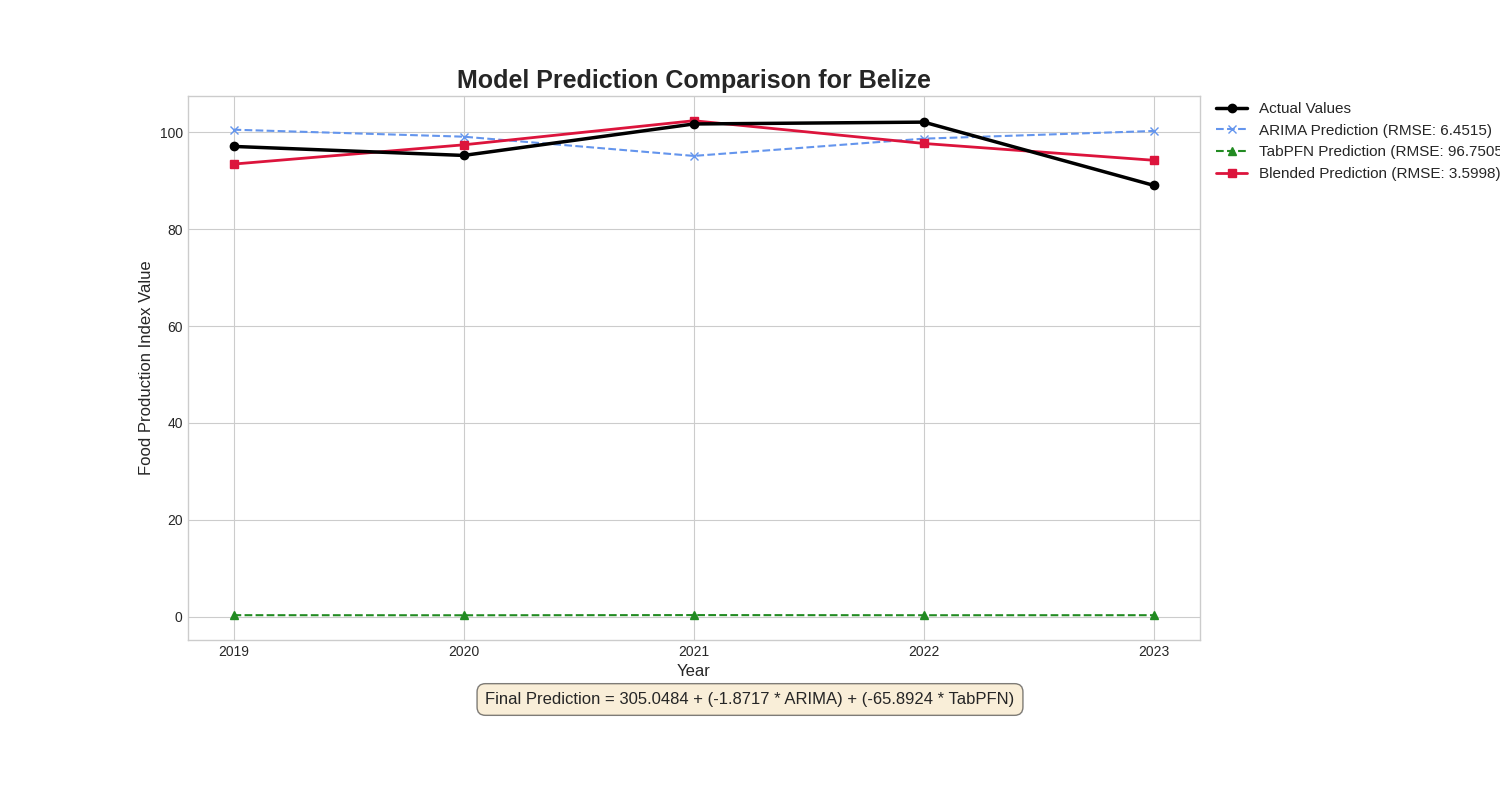 Model Prediction Comparison for Belize
Actual Values
ARIMA Prediction (RMSE: 6.4515)
TabPFN Prediction (RMSE: 96.7505
Blended Prediction (RMSE: 3.5998)
Food Production Index Value
100
80
60
40
20
0
2019 2020 2021 2022 2023
Year
Final Prediction = 305.0484 + (-1.8717 * ARIMA) + (-65.8924 * TabPFN)